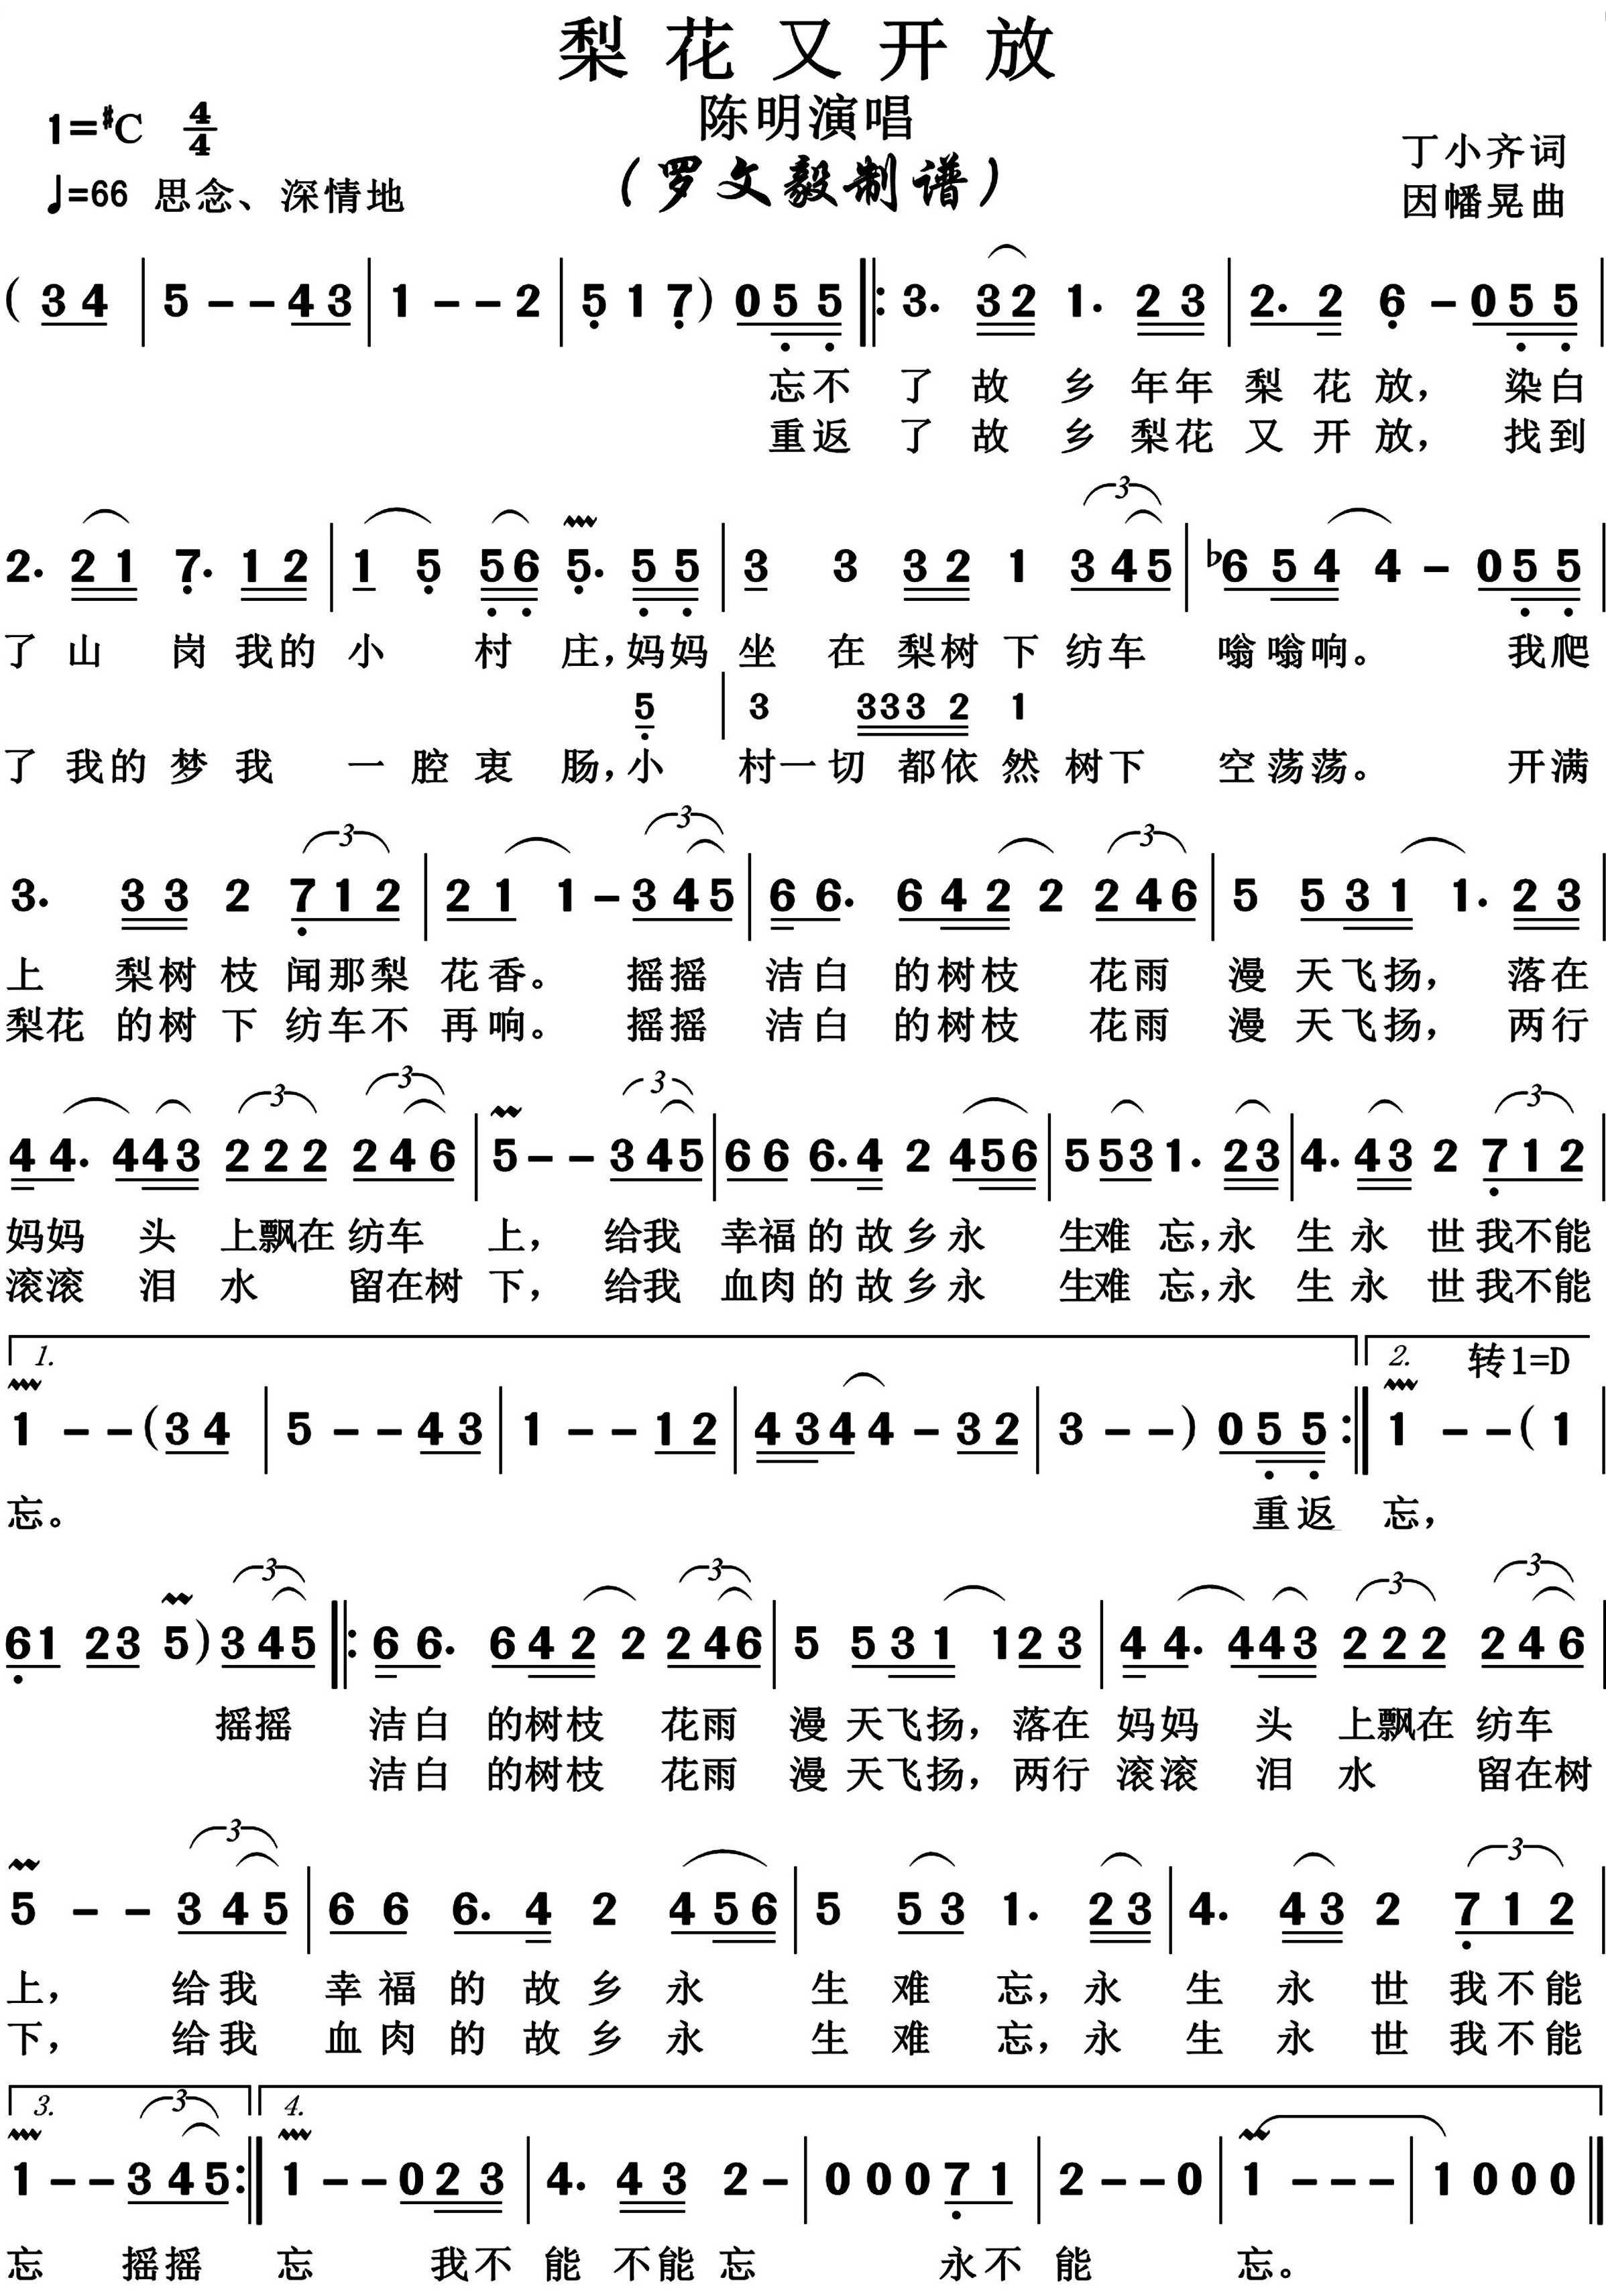 梨花又开放
陈明演唱
(罗文毅制谱)
1=#C 4/4
♩=66 思念、深情地
丁小齐词
因幡晃曲
( 3 4 | 5 - - 4 3 | 1 - - 2 | 5 1 7 ) 0 5 5 ‖: 3. 3 2 1. 2 3 | 2. 2 6 - 0 5 5 |
忘不 了 故 乡 年年 梨 花 放, 染白
重返 了 故 乡 梨花 又 开 放, 找到
2. 2 1 7. 1 2 | 1 5 5 6 5. 5 5 | 3 3 3 2 1 3 4 5 | ♭6 5 4 4 - 0 5 5 |
了 山 岗 我的 小 村 庄,妈妈 坐 在 梨树 下 纺车 嗡嗡响。 我爬
5 | 3 333 2 1
了 我的 梦 我 一 腔 衷 肠,小 村一 切 都依 然 树下 空荡荡。 开满
3. 3 3 2 7 1 2 | 2 1 1 - 3 4 5 | 6 6. 6 4 2 2 2 4 6 | 5 5 3 1 1. 2 3 |
上 梨树 枝 闻那梨 花香。 摇摇 洁白 的树枝 花雨 漫 天飞扬, 落在
梨花 的树 下 纺车不 再响。 摇摇 洁白 的树枝 花雨 漫 天飞扬, 两行
4 4. 4 4 3 2 2 2 2 4 6 | 5 - - 3 4 5 | 6 6 6. 4 2 4 5 6 | 5 5 3 1. 2 3 | 4. 4 3 2 7 1 2 |
妈妈 头 上飘在 纺车 上, 给我 幸福 的 故 乡 永 生难 忘,永 生 永 世 我不能
滚滚 泪 水 留在树 下, 给我 血肉 的 故 乡 永 生难 忘,永 生 永 世 我不能
1. 2. 转1=D
1 - - ( 3 4 | 5 - - 4 3 | 1 - - 1 2 | 4 3 4 4 - 3 2 | 3 - - ) 0 5 5 :‖ 1 - - ( 1 |
忘。 重返 忘,
6 1 2 3 5 ) 3 4 5 ‖: 6 6. 6 4 2 2 2 4 6 | 5 5 3 1 1 2 3 | 4 4. 4 4 3 2 2 2 2 4 6 |
摇摇 洁白 的树枝 花雨 漫 天飞扬, 落在 妈妈 头 上飘在 纺车
洁白 的树枝 花雨 漫 天飞扬, 两行 滚滚 泪 水 留在树
5 - - 3 4 5 | 6 6 6. 4 2 4 5 6 | 5 5 3 1. 2 3 | 4. 4 3 2 7 1 2 |
上, 给我 幸 福 的 故 乡 永 生 难 忘,永 生 永 世 我不能
下, 给我 血 肉 的 故 乡 永 生 难 忘,永 生 永 世 我不能
3. 4.
1 - - 3 4 5 :‖ 1 - - 0 2 3 | 4. 4 3 2 - | 0 0 0 7 1 | 2 - - 0 | 1 - - - | 1 0 0 0 ‖
忘 摇摇 忘 我不 能 不能 忘 永不 能 忘。